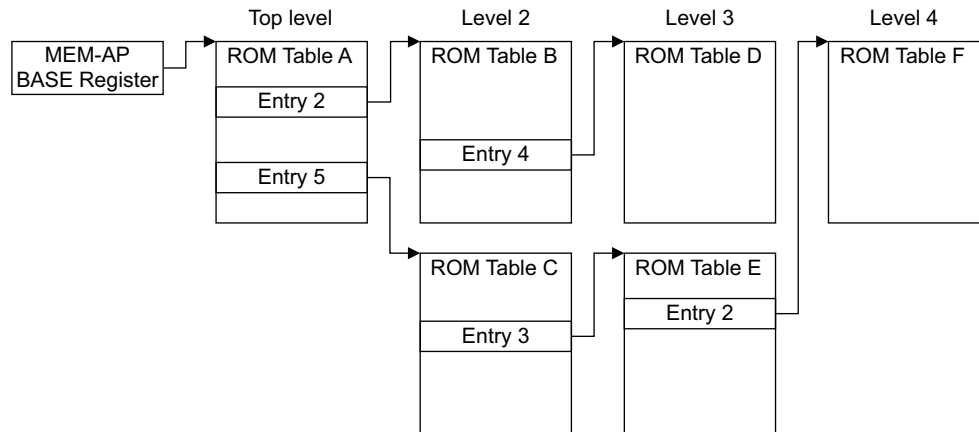 Top level
Level 2
Level 3
Level 4
MEM-AP
BASE Register
ROM Table A
Entry 2
Entry 5
ROM Table B
Entry 4
ROM Table D
ROM Table F
ROM Table C
Entry 3
ROM Table E
Entry 2